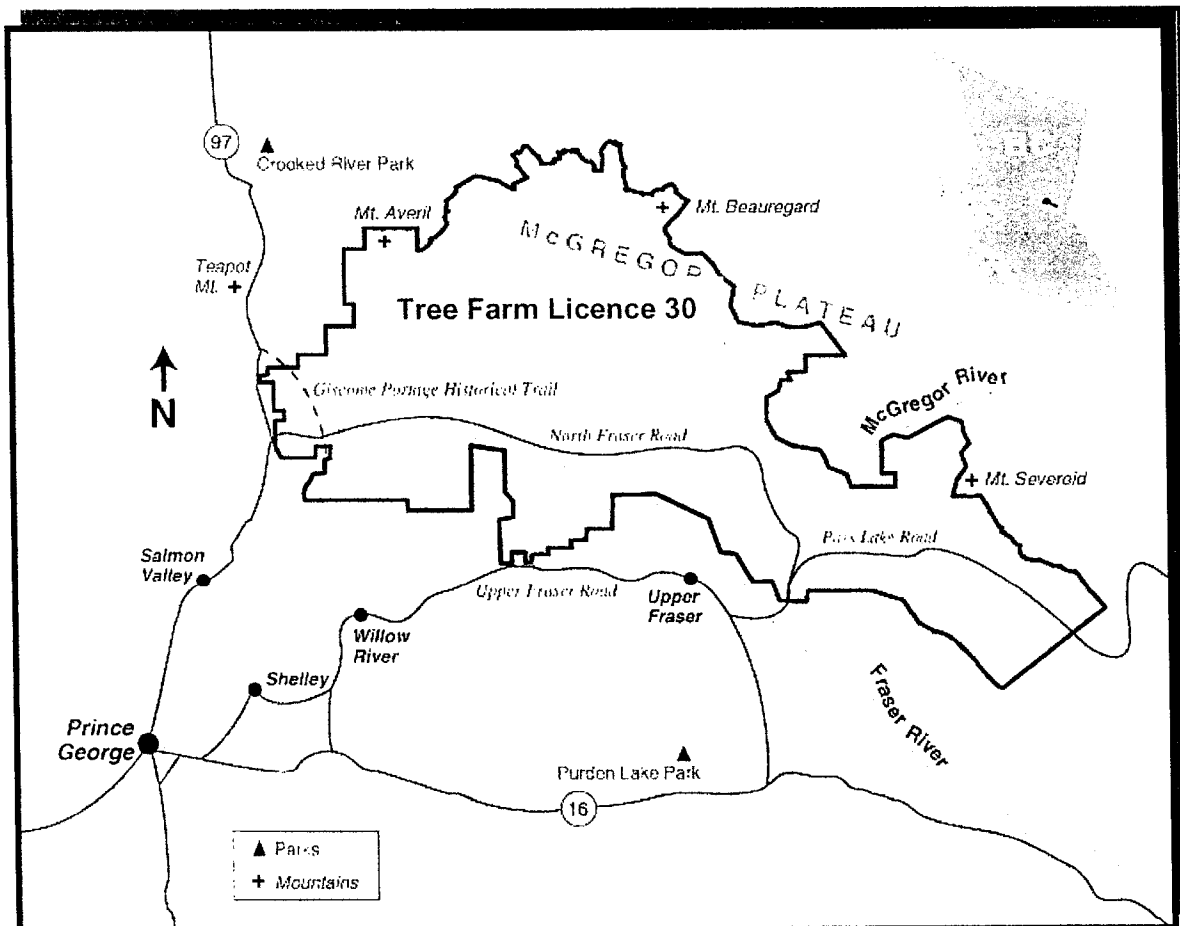 97
Crooked River Park
Mt. Averil
Mt. Beauregard
McGREGOR PLATEAU
Teapot
Mt.
Tree Farm Licence 30
N
Giscome Portage Historical Trail
McGregor River
North Fraser Road
Mt. Severoid
Pass Lake Road
Salmon
Valley
Upper Fraser Road
Upper
Fraser
Willow
River
Shelley
Fraser River
Prince
George
Purden Lake Park
16
Parks
Mountains